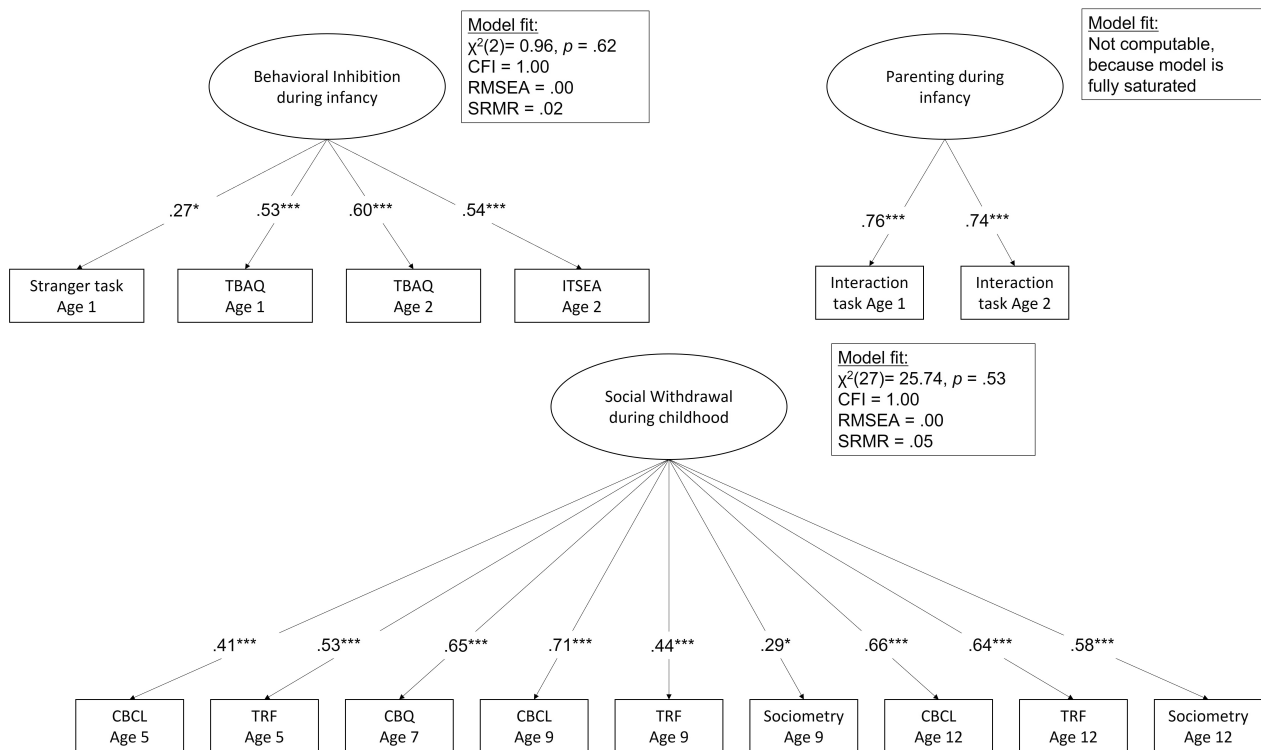 Behavioral Inhibition
during infancy
Model fit:
χ²(2)= 0.96, p = .62
CFI = 1.00
RMSEA = .00
SRMR = .02
Parenting during
infancy
Model fit:
Not computable,
because model is
fully saturated
.27*
.53***
.60***
.54***
.76***
.74***
Stranger task
Age 1
TBAQ
Age 1
TBAQ
Age 2
ITSEA
Age 2
Interaction
task Age 1
Interaction
task Age 2
Social Withdrawal
during childhood
Model fit:
χ²(27)= 25.74, p = .53
CFI = 1.00
RMSEA = .00
SRMR = .05
.41***
.53***
.65***
.71***
.44***
.29*
.66***
.64***
.58***
CBCL
Age 5
TRF
Age 5
CBQ
Age 7
CBCL
Age 9
TRF
Age 9
Sociometry
Age 9
CBCL
Age 12
TRF
Age 12
Sociometry
Age 12